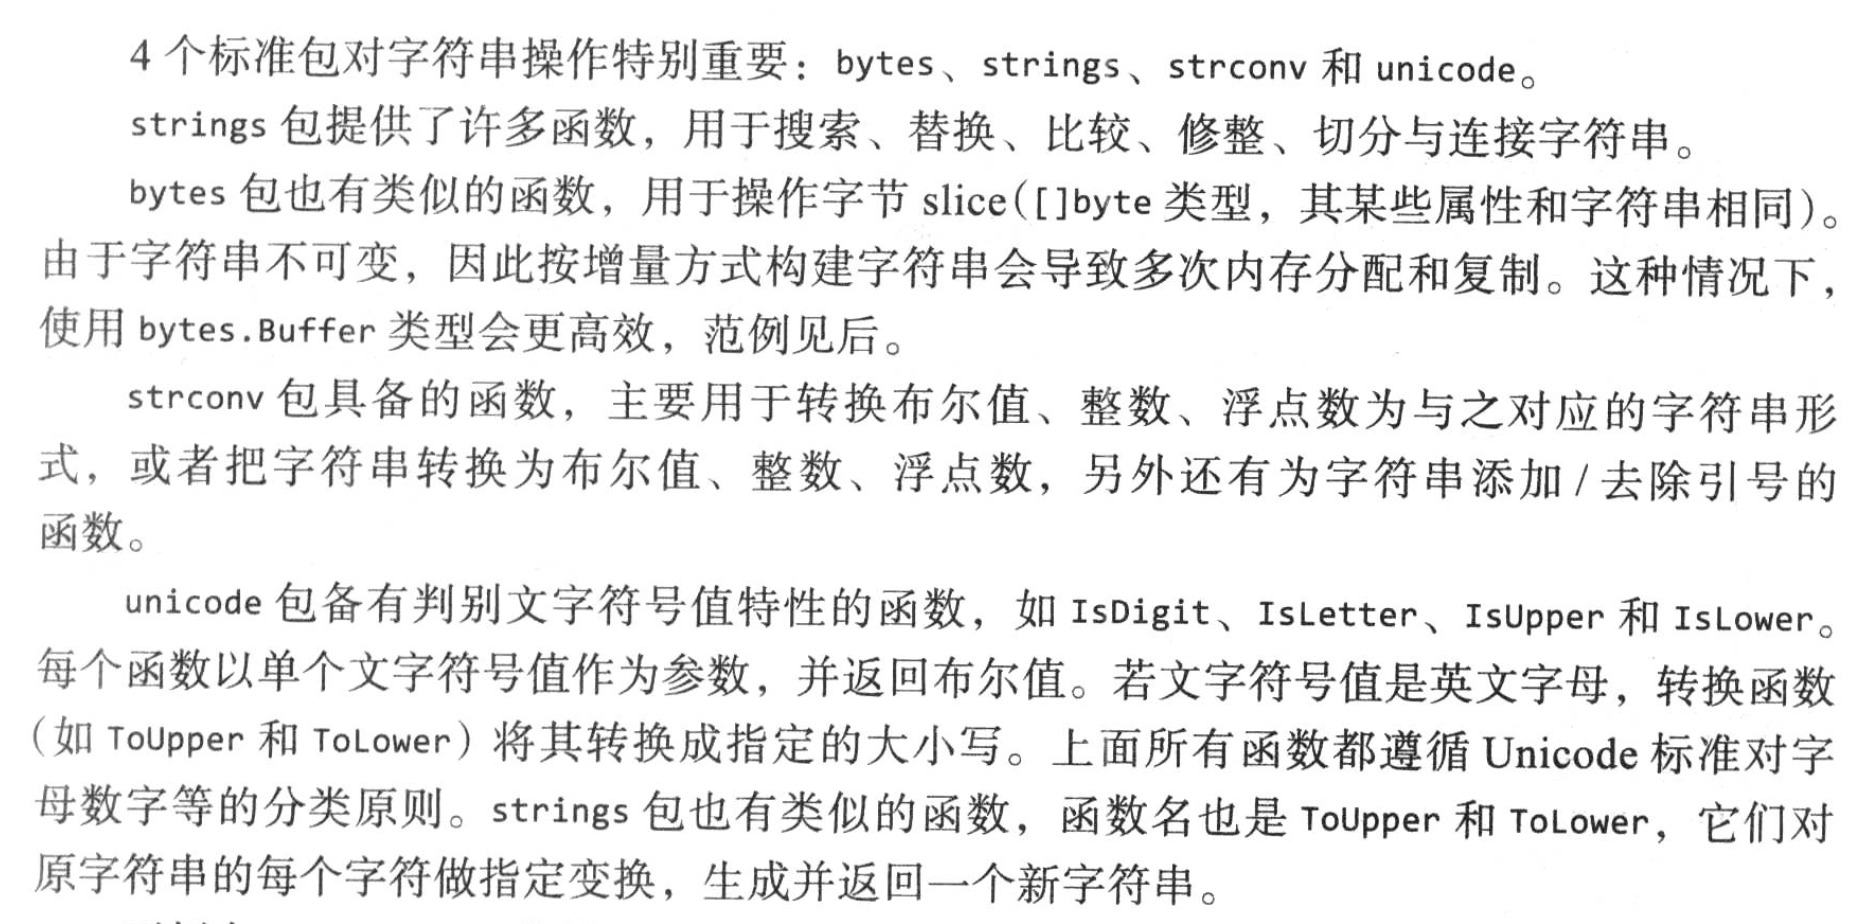 4 个标准包对字符串操作特别重要：bytes、strings、strconv 和 unicode。
strings 包提供了许多函数，用于搜索、替换、比较、修整、切分与连接字符串。
bytes 包也有类似的函数，用于操作字节 slice([]byte 类型，其某些属性和字符串相同)。
由于字符串不可变，因此按增量方式构建字符串会导致多次内存分配和复制。这种情况下，
使用 bytes.Buffer 类型会更高效，范例见后。
strconv 包具备的函数，主要用于转换布尔值、整数、浮点数为与之对应的字符串形
式，或者把字符串转换为布尔值、整数、浮点数，另外还有为字符串添加/去除引号的
函数。
unicode 包备有判别文字符号值特性的函数，如 IsDigit、IsLetter、IsUpper 和 IsLower。
每个函数以单个文字符号值作为参数，并返回布尔值。若文字符号值是英文字母，转换函数
（如 ToUpper 和 ToLower）将其转换成指定的大小写。上面所有函数都遵循 Unicode 标准对字
母数字等的分类原则。strings 包也有类似的函数，函数名也是 ToUpper 和 ToLower，它们对
原字符串的每个字符做指定变换，生成并返回一个新字符串。